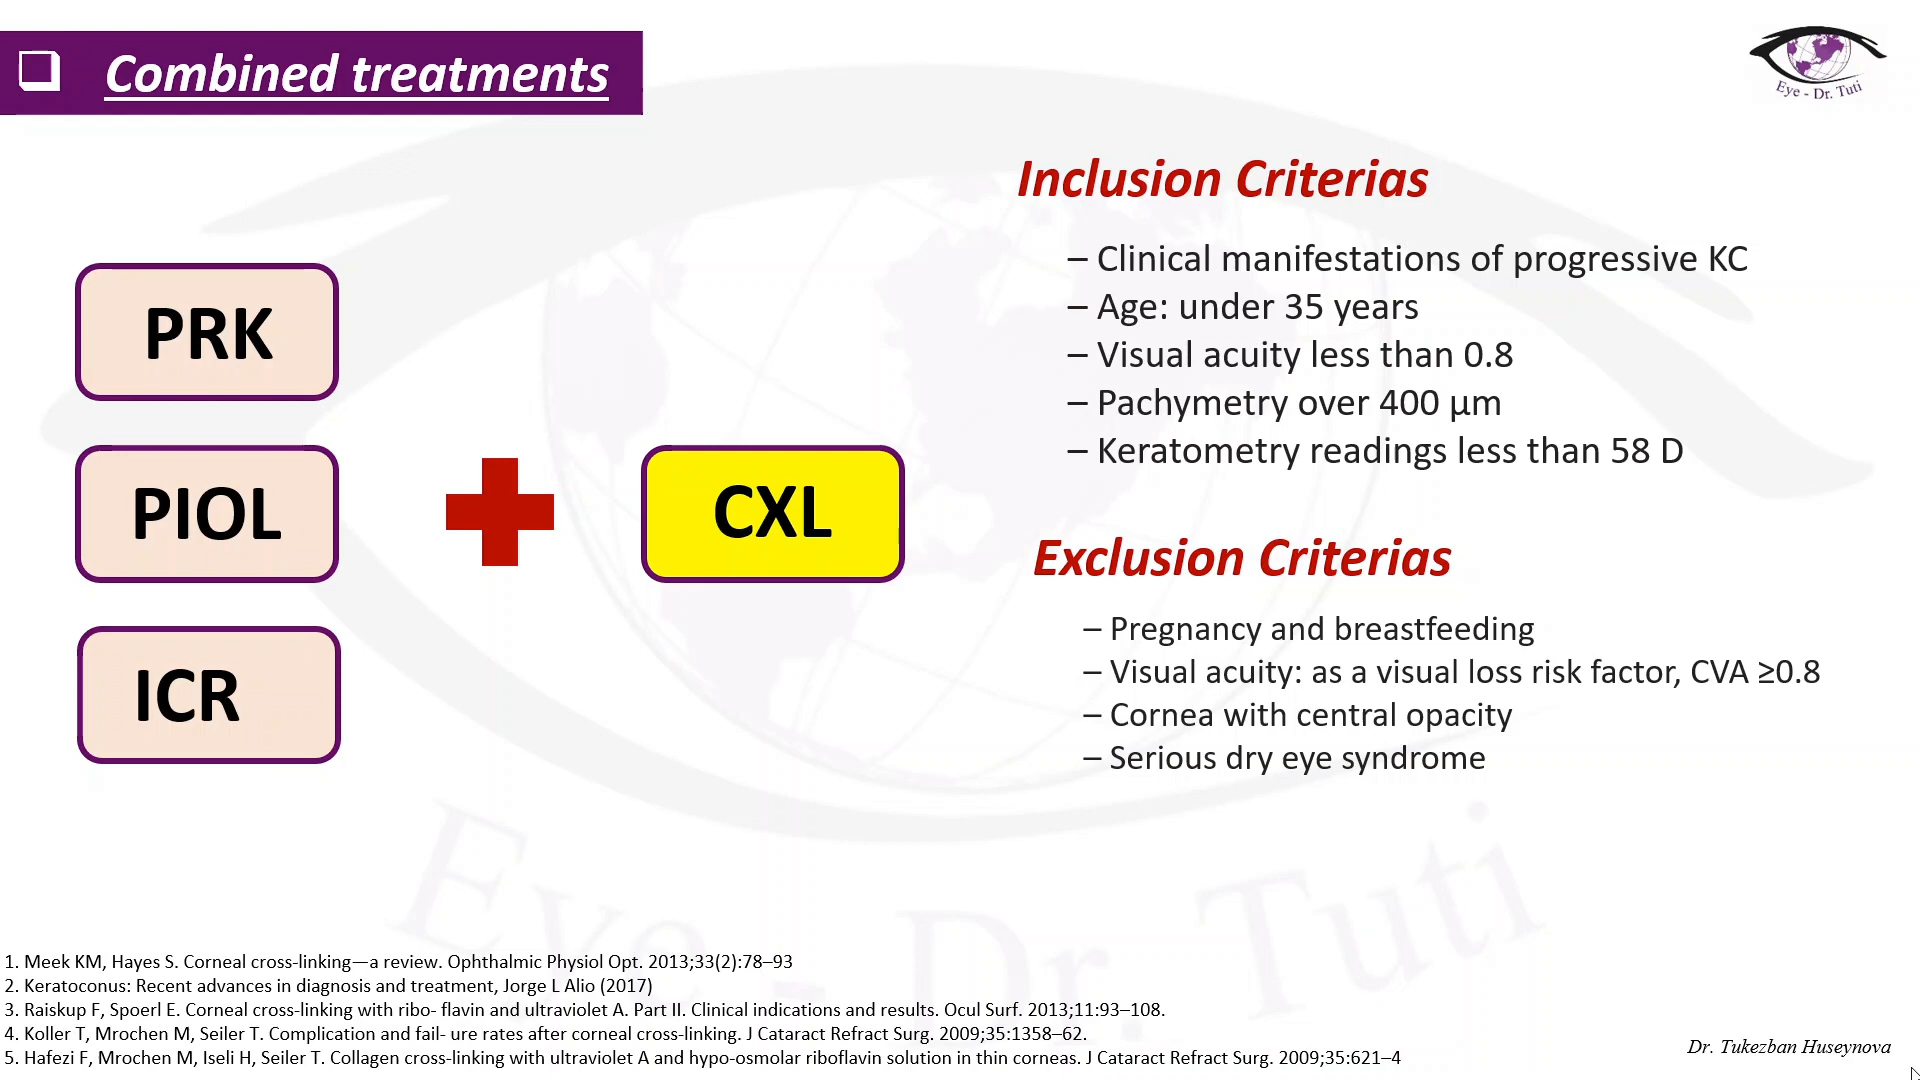 ❑ Combined treatments
Eye - Dr. Tuti
PRK
PIOL
ICR
CXL
Inclusion Criterias
– Clinical manifestations of progressive KC
– Age: under 35 years
– Visual acuity less than 0.8
– Pachymetry over 400 µm
– Keratometry readings less than 58 D
Exclusion Criterias
– Pregnancy and breastfeeding
– Visual acuity: as a visual loss risk factor, CVA ≥0.8
– Cornea with central opacity
– Serious dry eye syndrome
Eye - Dr. Tuti
1. Meek KM, Hayes S. Corneal cross-linking—a review. Ophthalmic Physiol Opt. 2013;33(2):78–93
2. Keratoconus: Recent advances in diagnosis and treatment, Jorge L Alio (2017)
3. Raiskup F, Spoerl E. Corneal cross-linking with ribo- flavin and ultraviolet A. Part II. Clinical indications and results. Ocul Surf. 2013;11:93–108.
4. Koller T, Mrochen M, Seiler T. Complication and fail- ure rates after corneal cross-linking. J Cataract Refract Surg. 2009;35:1358–62.
5. Hafezi F, Mrochen M, Iseli H, Seiler T. Collagen cross-linking with ultraviolet A and hypo-osmolar riboflavin solution in thin corneas. J Cataract Refract Surg. 2009;35:621–4
Dr. Tukezban Huseynova